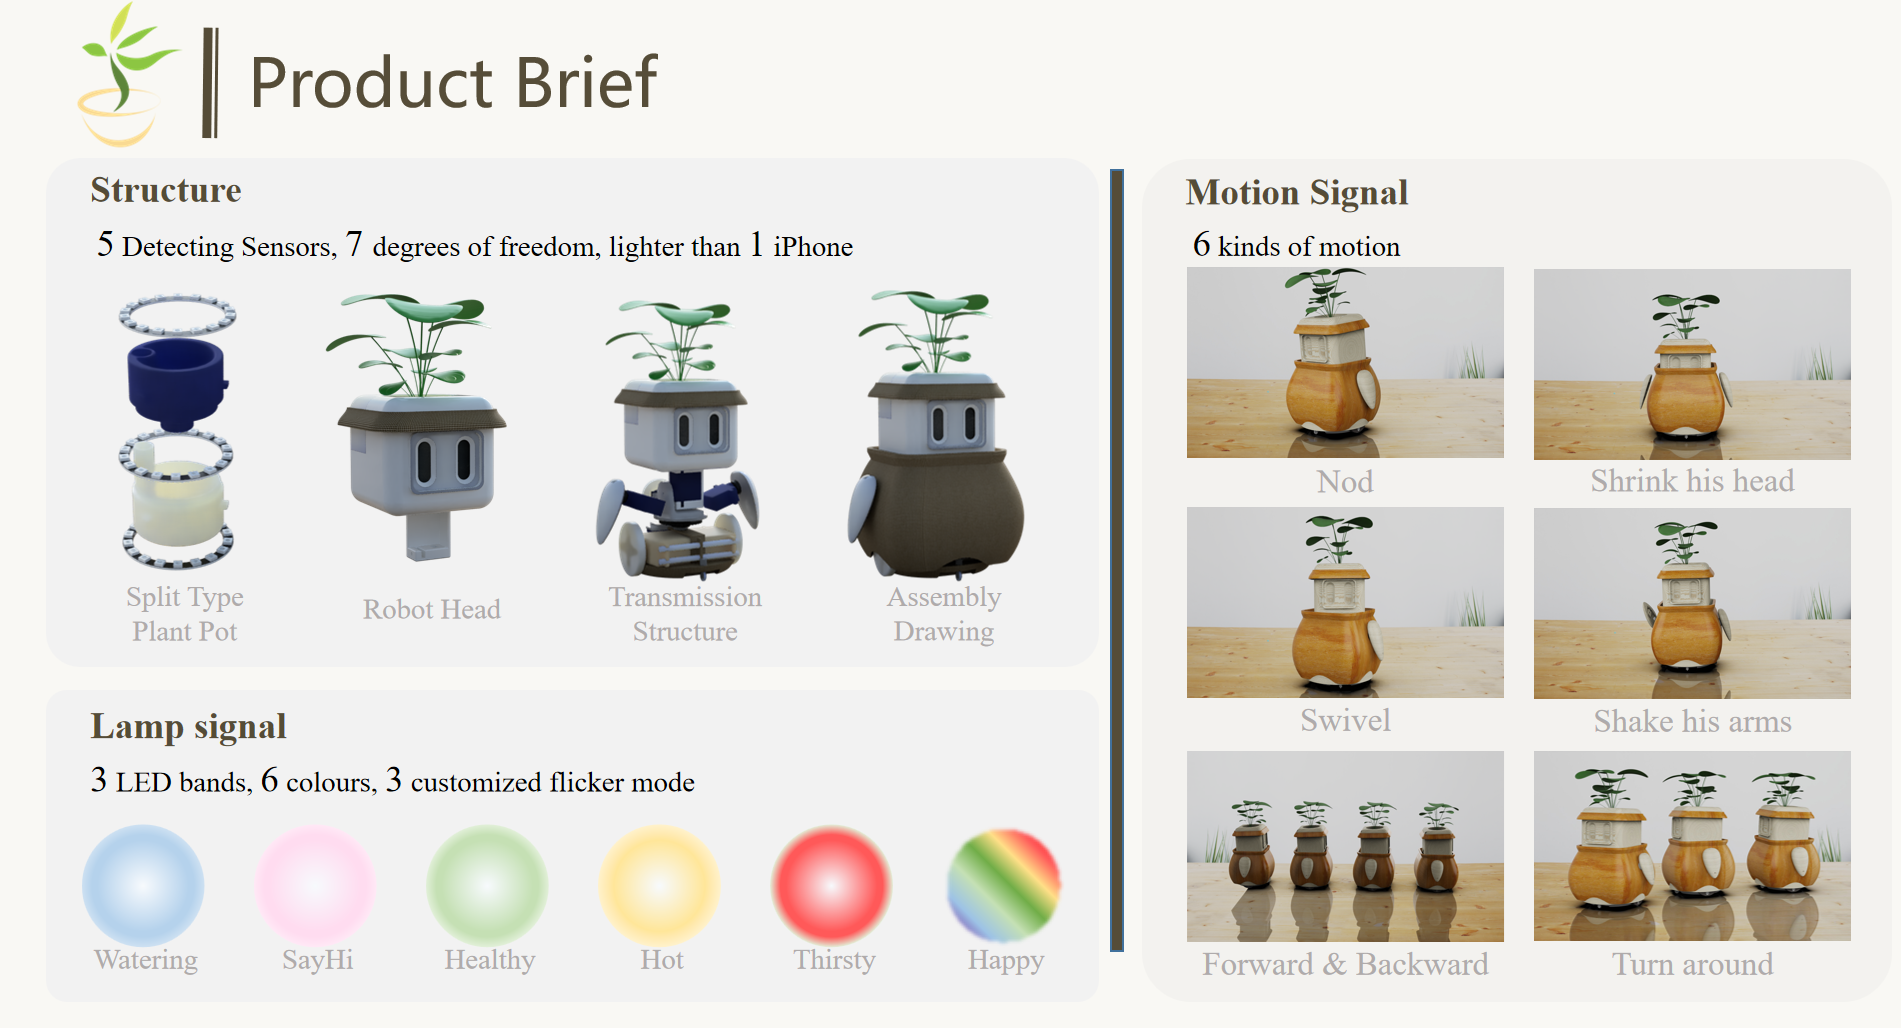 Product Brief
Structure
5 Detecting Sensors, 7 degrees of freedom, lighter than 1 iPhone
Split Type
Plant Pot
Robot Head
Transmission
Structure
Assembly
Drawing
Lamp signal
3 LED bands, 6 colours, 3 customized flicker mode
Watering
SayHi
Healthy
Hot
Thirsty
Happy
Motion Signal
6 kinds of motion
Nod
Shrink his head
Swivel
Shake his arms
Forward & Backward
Turn around